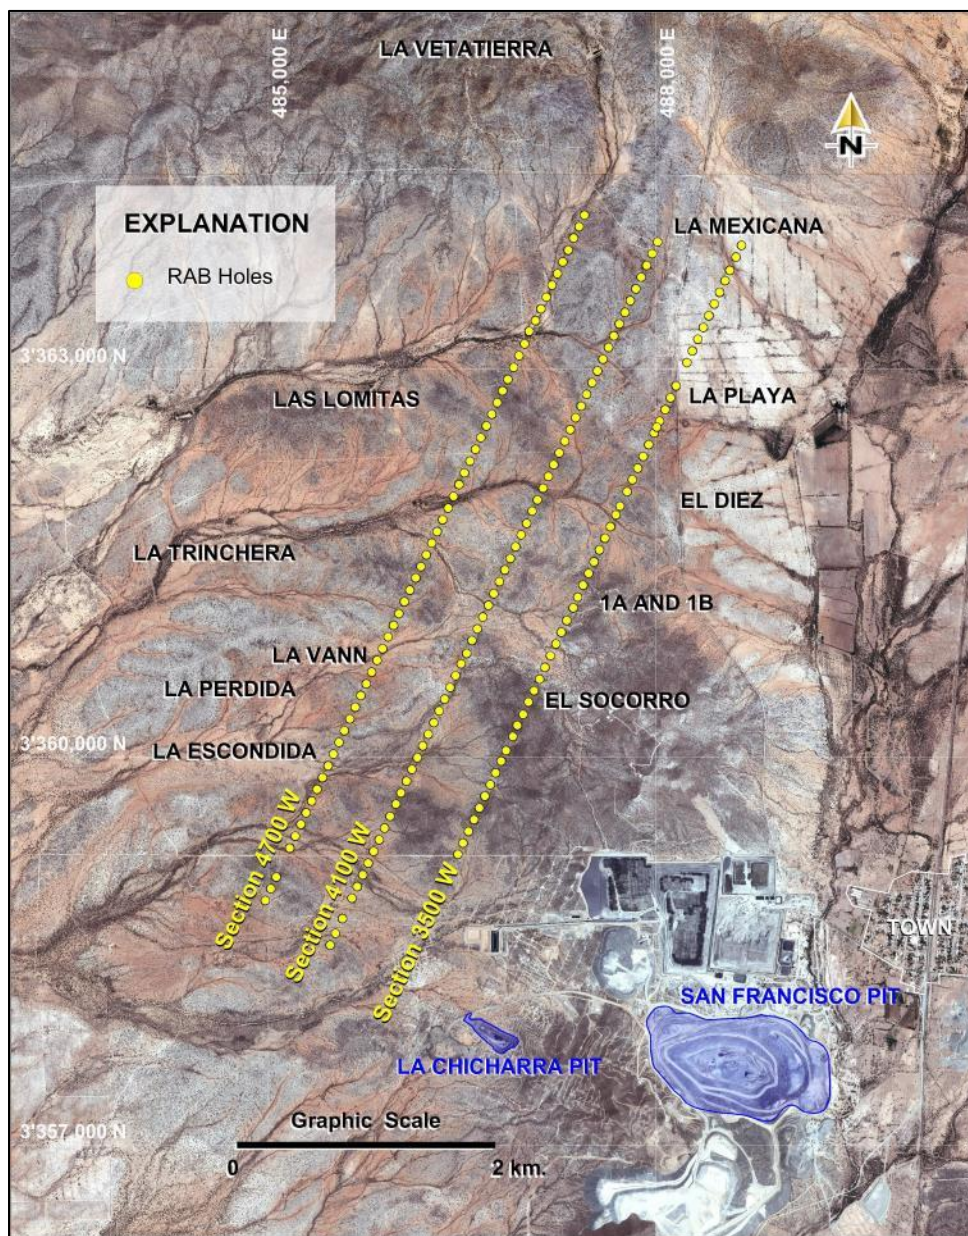 LA VETATIERRA
485,000 E
488,000 E
N
EXPLANATION
RAB Holes
LA MEXICANA
3'363,000 N
LAS LOMITAS
LA PLAYA
EL DIEZ
LA TRINCHERA
1A AND 1B
LA VANN
LA PERDIDA
EL SOCORRO
3'360,000 N
LA ESCONDIDA
Section 4700 W
Section 4100 W
Section 3500 W
TOWN
SAN FRANCISCO PIT
LA CHICHARRA PIT
Graphic Scale
3'357,000 N
0
2 km.